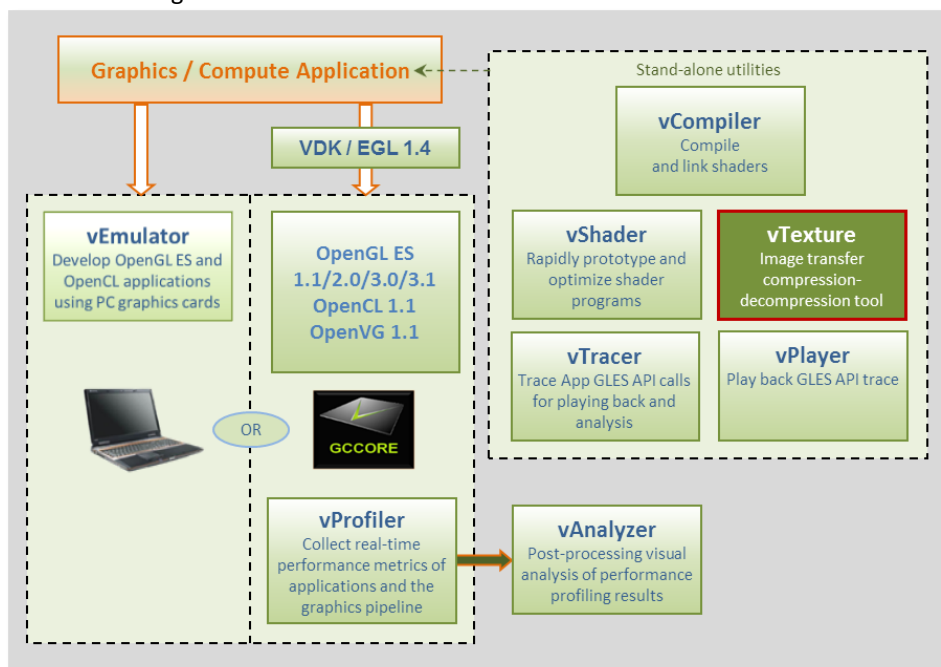 Graphics / Compute Application
Stand-alone utilities
vCompiler
Compile
and link shaders
VDK / EGL 1.4
vEmulator
Develop OpenGL ES and
OpenCL applications
using PC graphics cards
OpenGL ES
1.1/2.0/3.0/3.1
OpenCL 1.1
OpenVG 1.1
vShader
Rapidly prototype and
optimize shader
programs
vTexture
Image transfer
compression-
decompression tool
vTracer
Trace App GLES API calls
for playing back and
analysis
vPlayer
Play back GLES API trace
OR
GCCORE
vProfiler
Collect real-time
performance metrics of
applications and the
graphics pipeline
vAnalyzer
Post-processing visual
analysis of performance
profiling results